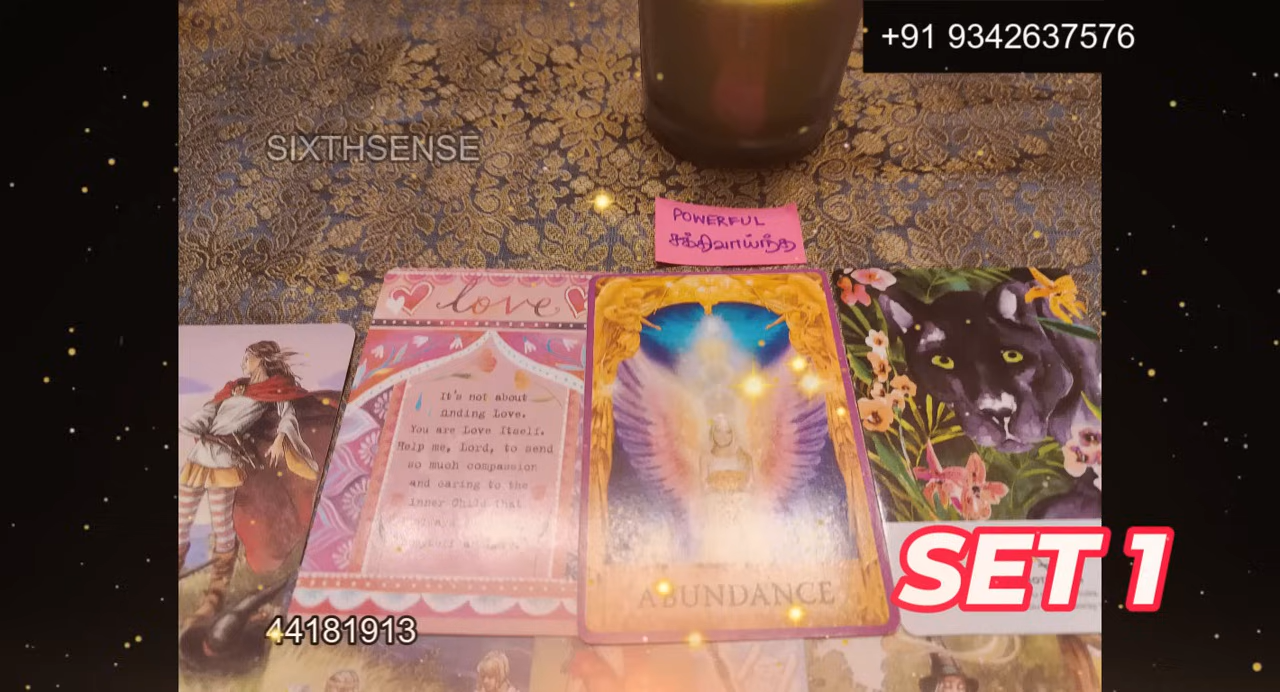 +91 9342637576
SIXTHSENSE
POWERFUL
சக்திவாய்ந்த
love
It's not about
finding Love.
You are Love Itself.
Help me, Lord, to send
so much compassion
and caring to the
inner Child that
ABUNDANCE
SET 1
44181913